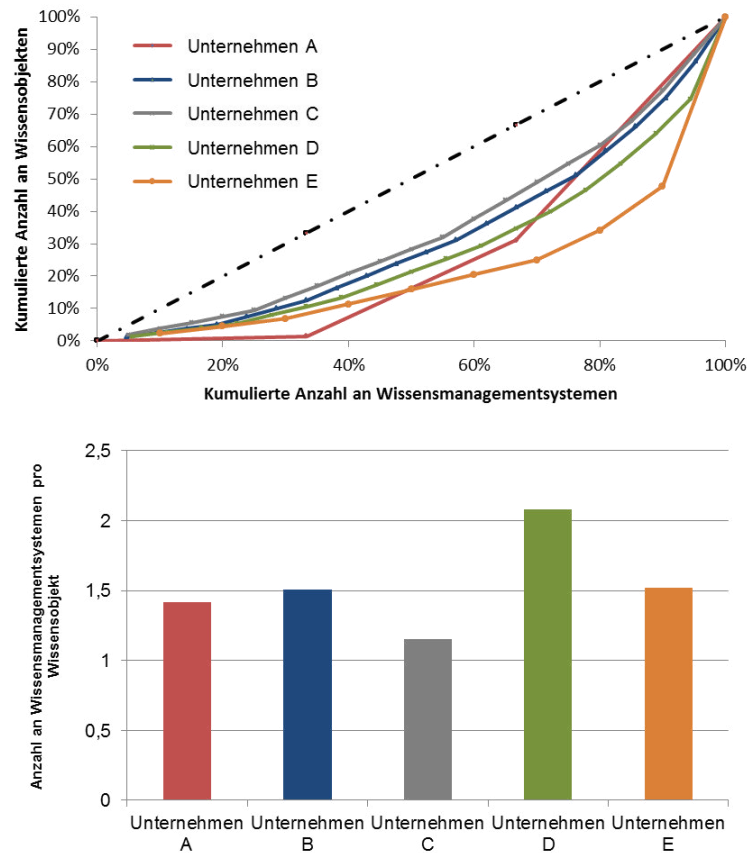 Kumulierte Anzahl an Wissensobjekten
100%
90%
80%
70%
60%
50%
40%
30%
20%
10%
0%
Unternehmen A
Unternehmen B
Unternehmen C
Unternehmen D
Unternehmen E
0%
20%
40%
60%
80%
100%
Kumulierte Anzahl an Wissensmanagementsystemen
Anzahl an Wissensmanagementsystemen pro
Wissensobjekt
2,5
2
1,5
1
0,5
0
Unternehmen
A
Unternehmen
B
Unternehmen
C
Unternehmen
D
Unternehmen
E